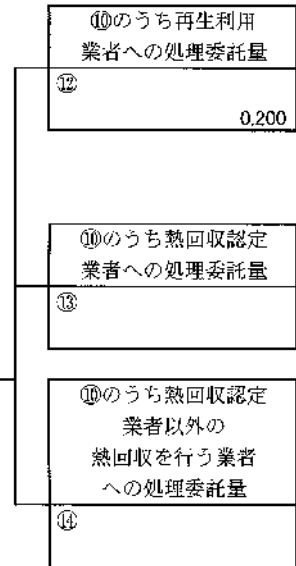 ⑩のうち再生利用
業者への処理委託量
⑫
0.200
⑩のうち熱回収認定
業者への処理委託量
⑬
⑩のうち熱回収認定
業者以外の
熱回収を行う業者
への処理委託量
⑭